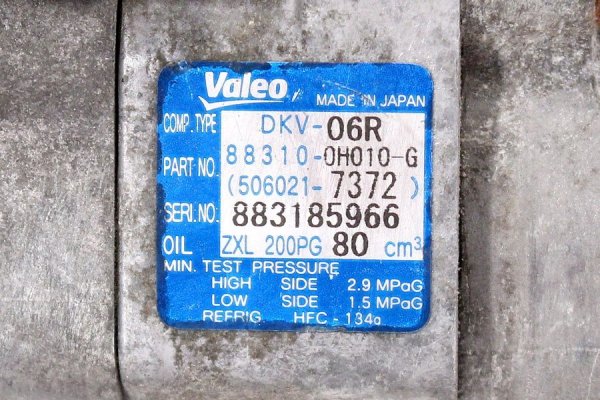 Valeo
MADE IN JAPAN
COMP. TYPE DKV-06R
PART NO. 88310-0H010-G
(506021-7372)
SERI.NO. 883185966
OIL ZXL 200PG 80 cm³
MIN. TEST PRESSURE
HIGH SIDE 2.9 MPaG
LOW SIDE 1.5 MPaG
REFRIG HFC-134a